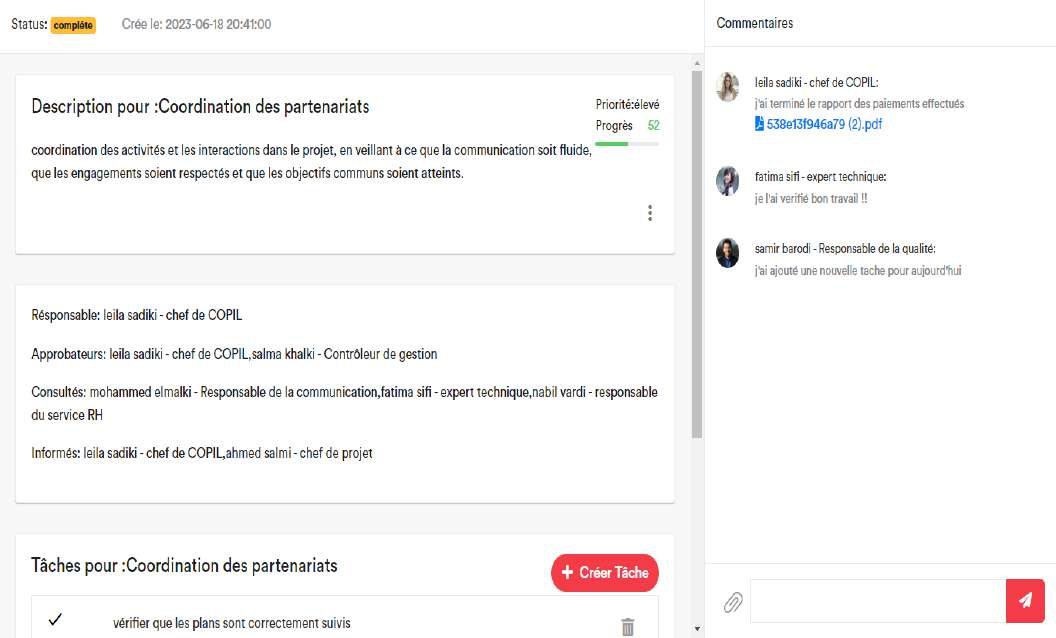 Status: complète
Crée le: 2023-06-18 20:41:00
Description pour :Coordination des partenariats
Priorité:élevé
Progrès 52
coordination des activités et les interactions dans le projet, en veillant à ce que la communication soit fluide,
que les engagements soient respectés et que les objectifs communs soient atteints.
Résponsable: leila sadiki - chef de COPIL
Approbateurs: leila sadiki - chef de COPIL,salma khalki - Contrôleur de gestion
Consultés: mohammed elmalki - Responsable de la communication,fatima sifi - expert technique,nabil vardi - responsable
du service RH
Informés: leila sadiki - chef de COPIL,ahmed salmi - chef de projet
Tâches pour :Coordination des partenariats
+ Créer Tâche
vérifier que les plans sont correctement suivis
Commentaires
leila sadiki - chef de COPIL:
j'ai terminé le rapport des paiements effectués
538e13f946a79 (2).pdf
fatima sifi - expert technique:
je l'ai verifié bon travail !!
samir barodi - Responsable de la qualité:
j'ai ajouté une nouvelle tache pour aujourd'hui